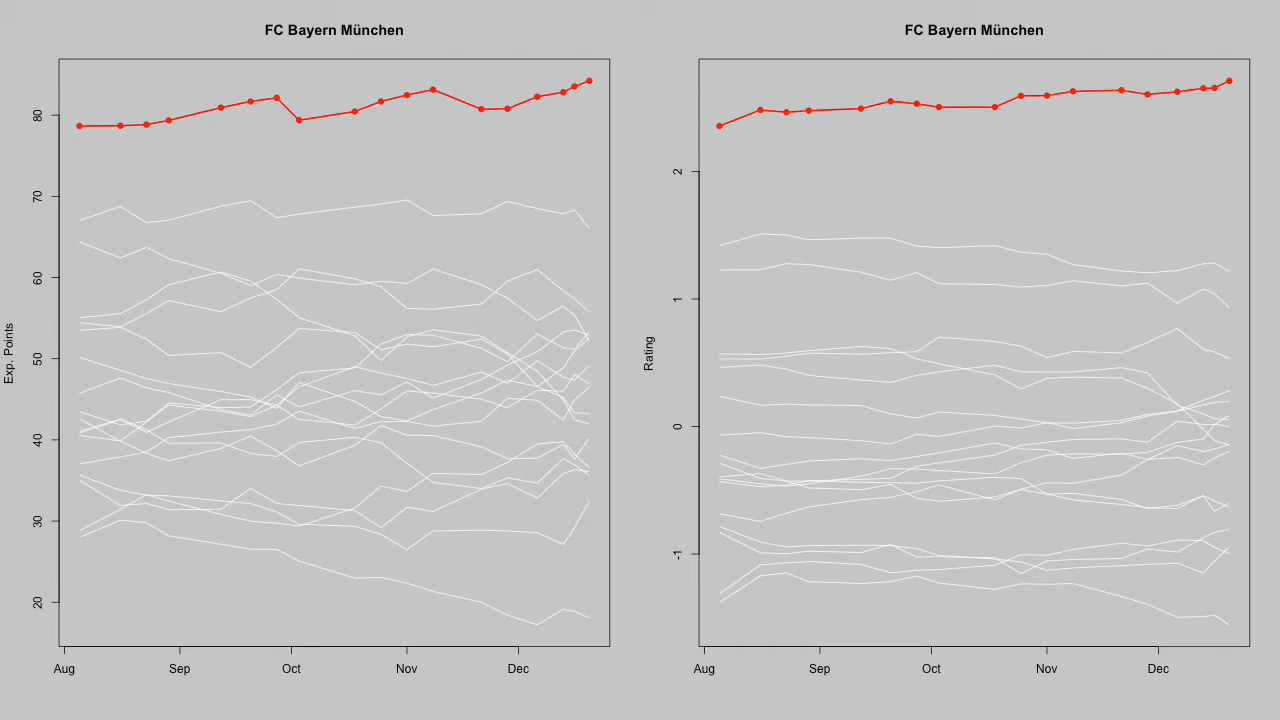 FC Bayern München
Exp. Points
80
70
60
50
40
30
20
Aug Sep Oct Nov Dec
FC Bayern München
Rating
2
1
0
-1
Aug Sep Oct Nov Dec